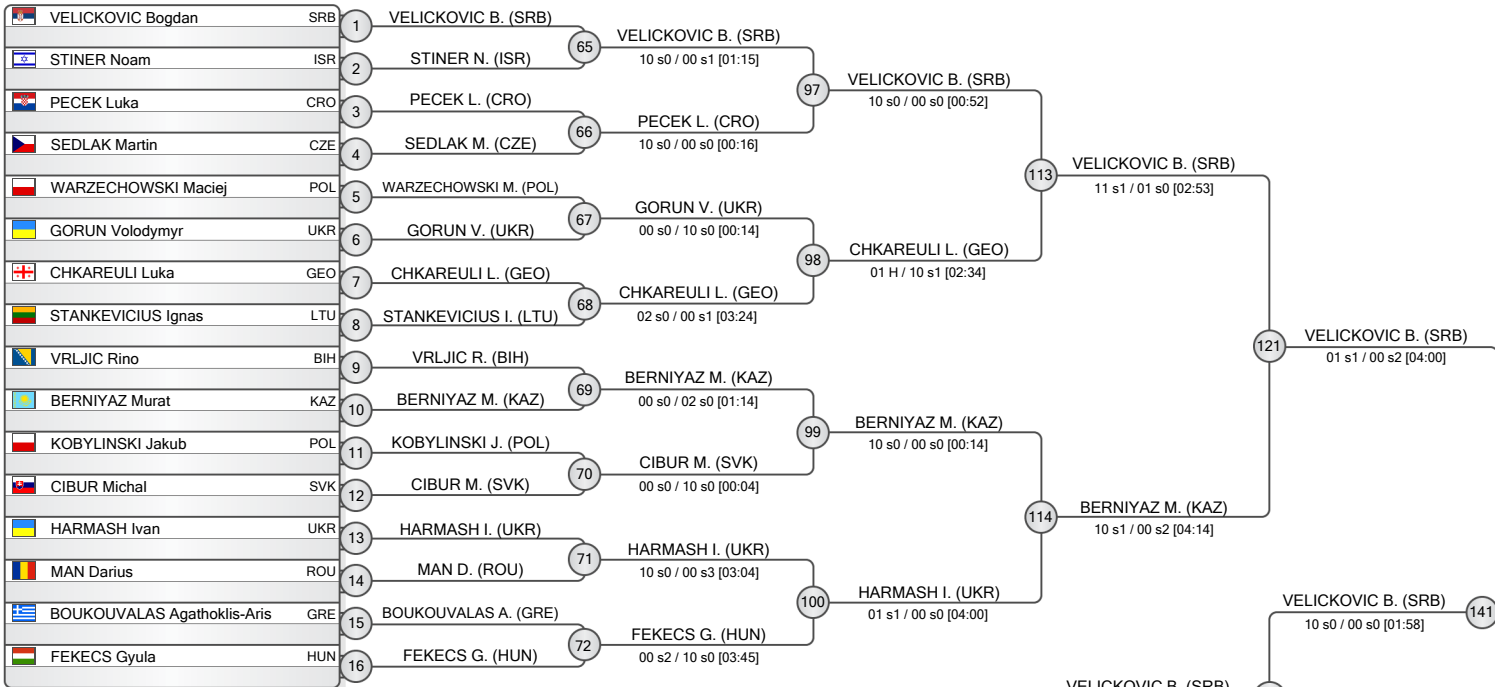 VELICKOVIC Bogdan SRB 1
STINER Noam ISR 2
PECEK Luka CRO 3
SEDLAK Martin CZE 4
WARZECHOWSKI Maciej POL 5
GORUN Volodymyr UKR 6
CHKAREULI Luka GEO 7
STANKEVICIUS Ignas LTU 8
VRLJIC Rino BIH 9
BERNIYAZ Murat KAZ 10
KOBYLINSKI Jakub POL 11
CIBUR Michal SVK 12
HARMASH Ivan UKR 13
MAN Darius ROU 14
BOUKOUVALAS Agathoklis-Aris GRE 15
FEKECS Gyula HUN 16
VELICKOVIC B. (SRB)
65
STINER N. (ISR)
PECEK L. (CRO)
66
SEDLAK M. (CZE)
WARZECHOWSKI M. (POL)
67
GORUN V. (UKR)
CHKAREULI L. (GEO)
68
STANKEVICIUS I. (LTU)
VRLJIC R. (BIH)
69
BERNIYAZ M. (KAZ)
KOBYLINSKI J. (POL)
70
CIBUR M. (SVK)
HARMASH I. (UKR)
71
MAN D. (ROU)
BOUKOUVALAS A. (GRE)
72
FEKECS G. (HUN)
VELICKOVIC B. (SRB)
10 s0 / 00 s1 [01:15]
97
PECEK L. (CRO)
10 s0 / 00 s0 [00:16]
GORUN V. (UKR)
00 s0 / 10 s0 [00:14]
98
CHKAREULI L. (GEO)
02 s0 / 00 s1 [03:24]
BERNIYAZ M. (KAZ)
00 s0 / 02 s0 [01:14]
99
CIBUR M. (SVK)
00 s0 / 10 s0 [00:04]
HARMASH I. (UKR)
10 s0 / 00 s3 [03:04]
100
FEKECS G. (HUN)
00 s2 / 10 s0 [03:45]
VELICKOVIC B. (SRB)
10 s0 / 00 s0 [00:52]
113
CHKAREULI L. (GEO)
01 H / 10 s1 [02:34]
BERNIYAZ M. (KAZ)
10 s0 / 00 s0 [00:14]
114
HARMASH I. (UKR)
01 s1 / 00 s0 [04:00]
VELICKOVIC B. (SRB)
11 s1 / 01 s0 [02:53]
121
BERNIYAZ M. (KAZ)
10 s1 / 00 s2 [04:14]
VELICKOVIC B. (SRB)
01 s1 / 00 s2 [04:00]
VELICKOVIC B. (SRB)
10 s0 / 00 s0 [01:58]
141
VELICKOVIC B. (SRB)